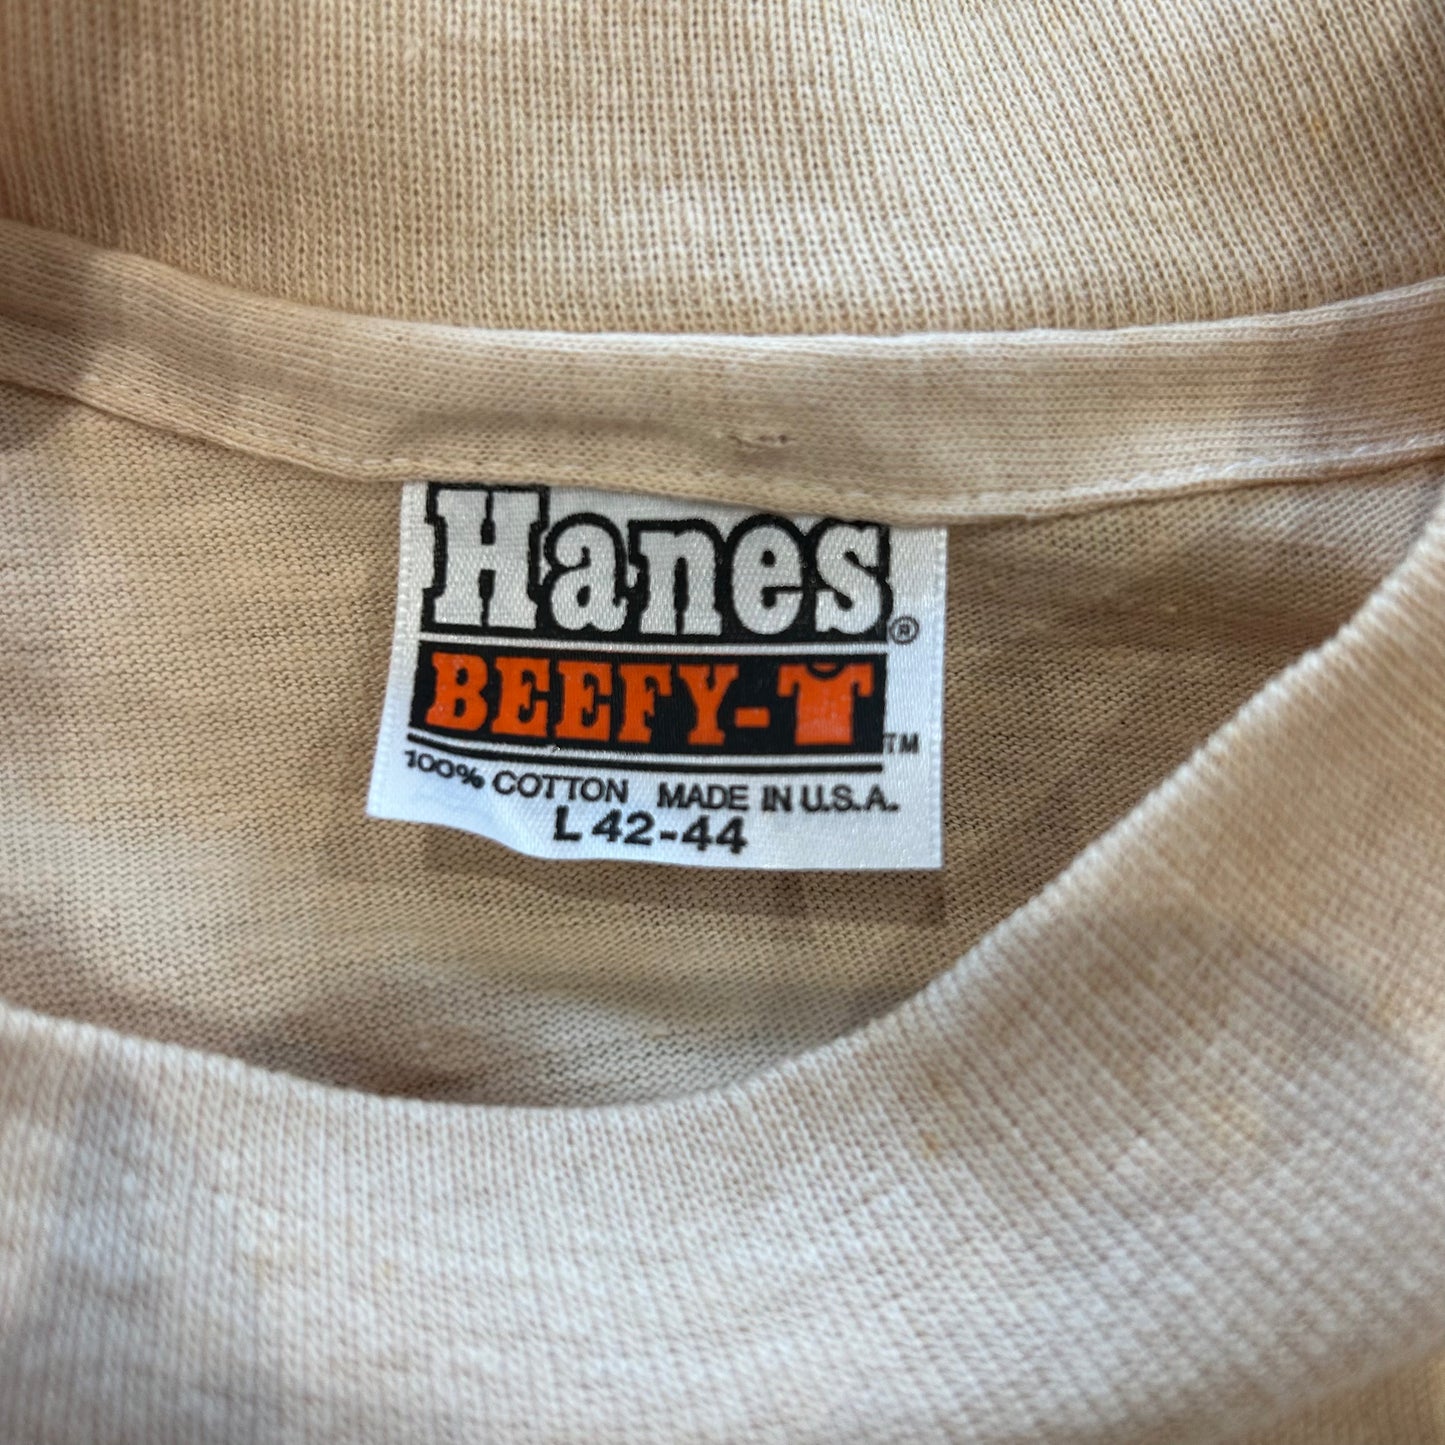 Hanes®
BEEFY-T™
100% COTTON MADE IN U.S.A.
L 42-44